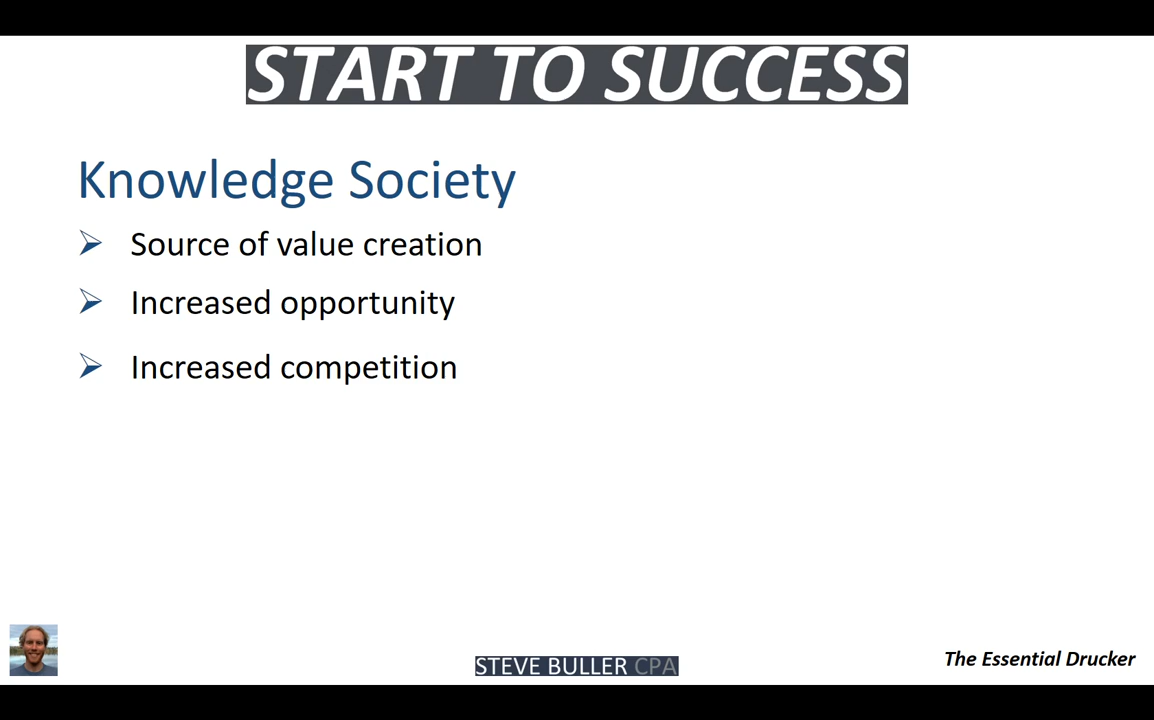 START TO SUCCESS
Knowledge Society
Source of value creation
Increased opportunity
Increased competition
STEVE BULLER CPA
The Essential Drucker